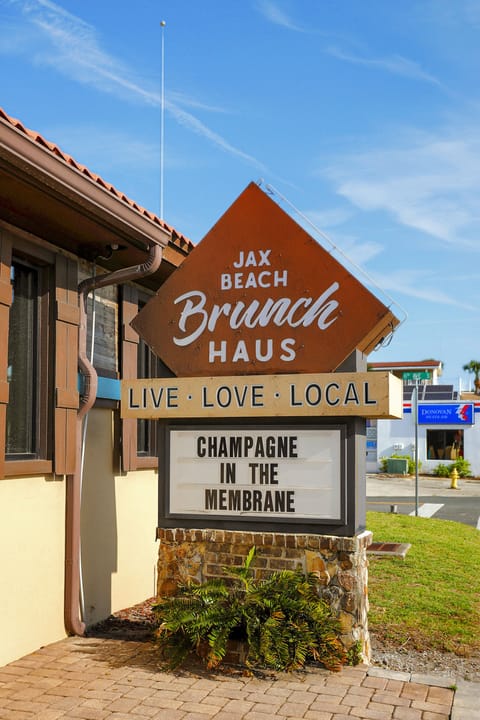 JAX
BEACH
Brunch
HAUS
LIVE · LOVE · LOCAL
CHAMPAGNE
IN THE
MEMBRANE
DONOVAN